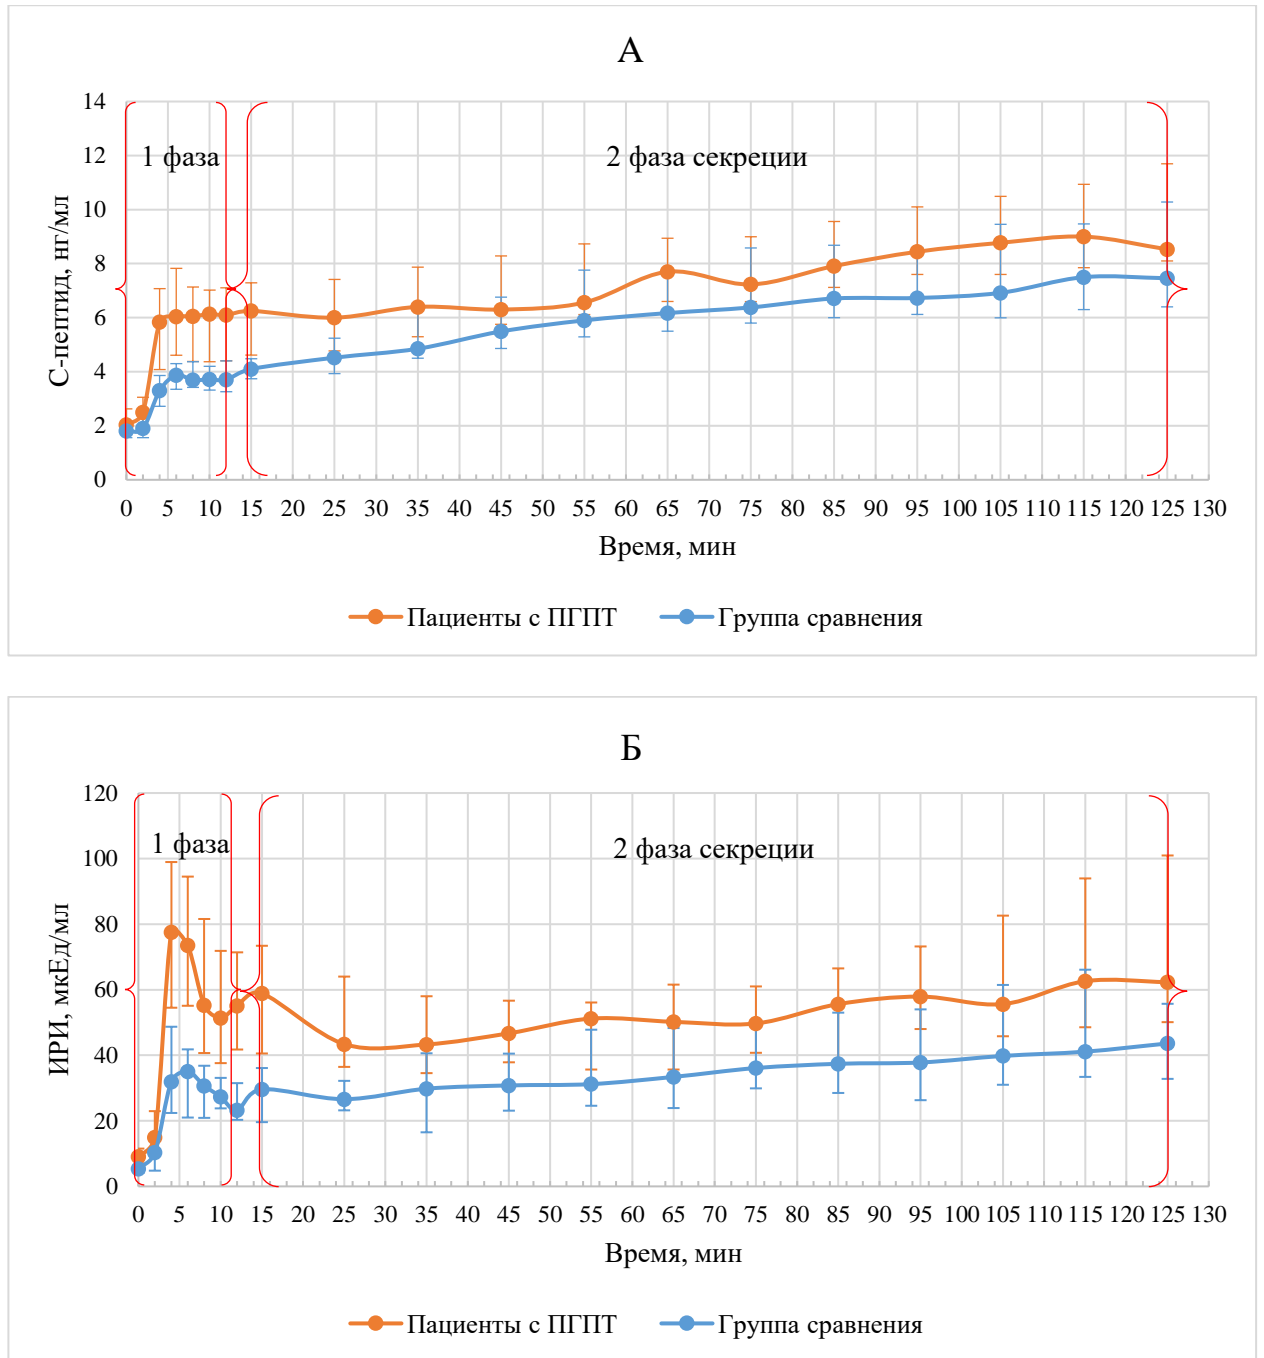 А
14
12
10
8
6
4
2
0
С-пептид, нг/мл
1 фаза
2 фаза секреции
0 5 10 15 20 25 30 35 40 45 50 55 60 65 70 75 80 85 90 95 100 105 110 115 120 125 130
Время, мин
Пациенты с ПГПТ Группа сравнения
Б
120
100
80
60
40
20
0
ИРИ, мкЕд/мл
1 фаза
2 фаза секреции
0 5 10 15 20 25 30 35 40 45 50 55 60 65 70 75 80 85 90 95 100 105 110 115 120 125 130
Время, мин
Пациенты с ПГПТ Группа сравнения